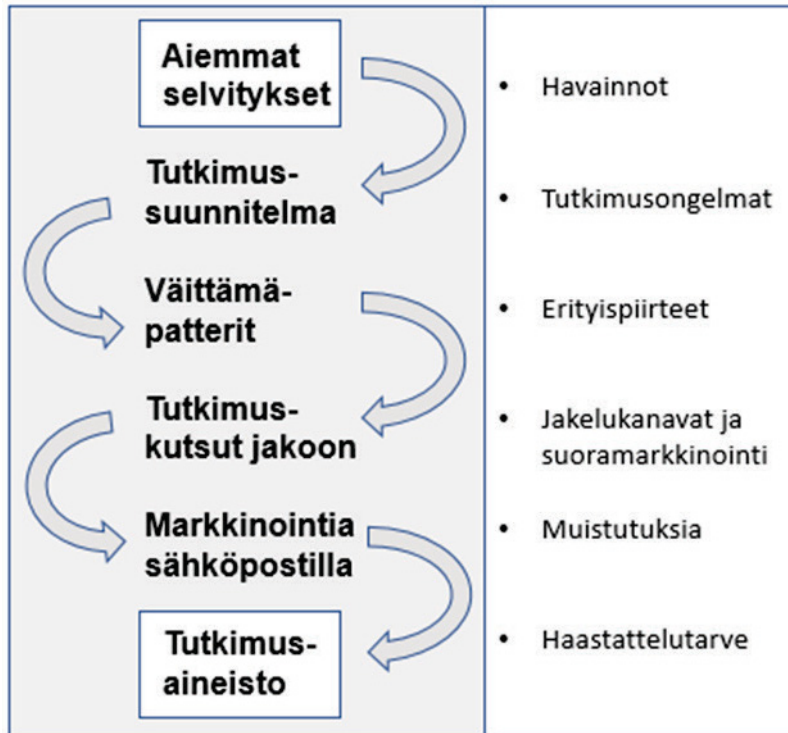 Aiemmat
selvitykset
• Havainnot
Tutkimus-
suunnitelma
• Tutkimusongelmat
Väittämä-
patterit
• Erityispiirteet
Tutkimus-
kutsut jakoon
• Jakelukanavat ja
suoramarkkinointi
Markkinointia
sähköpostilla
• Muistutuksia
Tutkimus-
aineisto
• Haastattelutarve